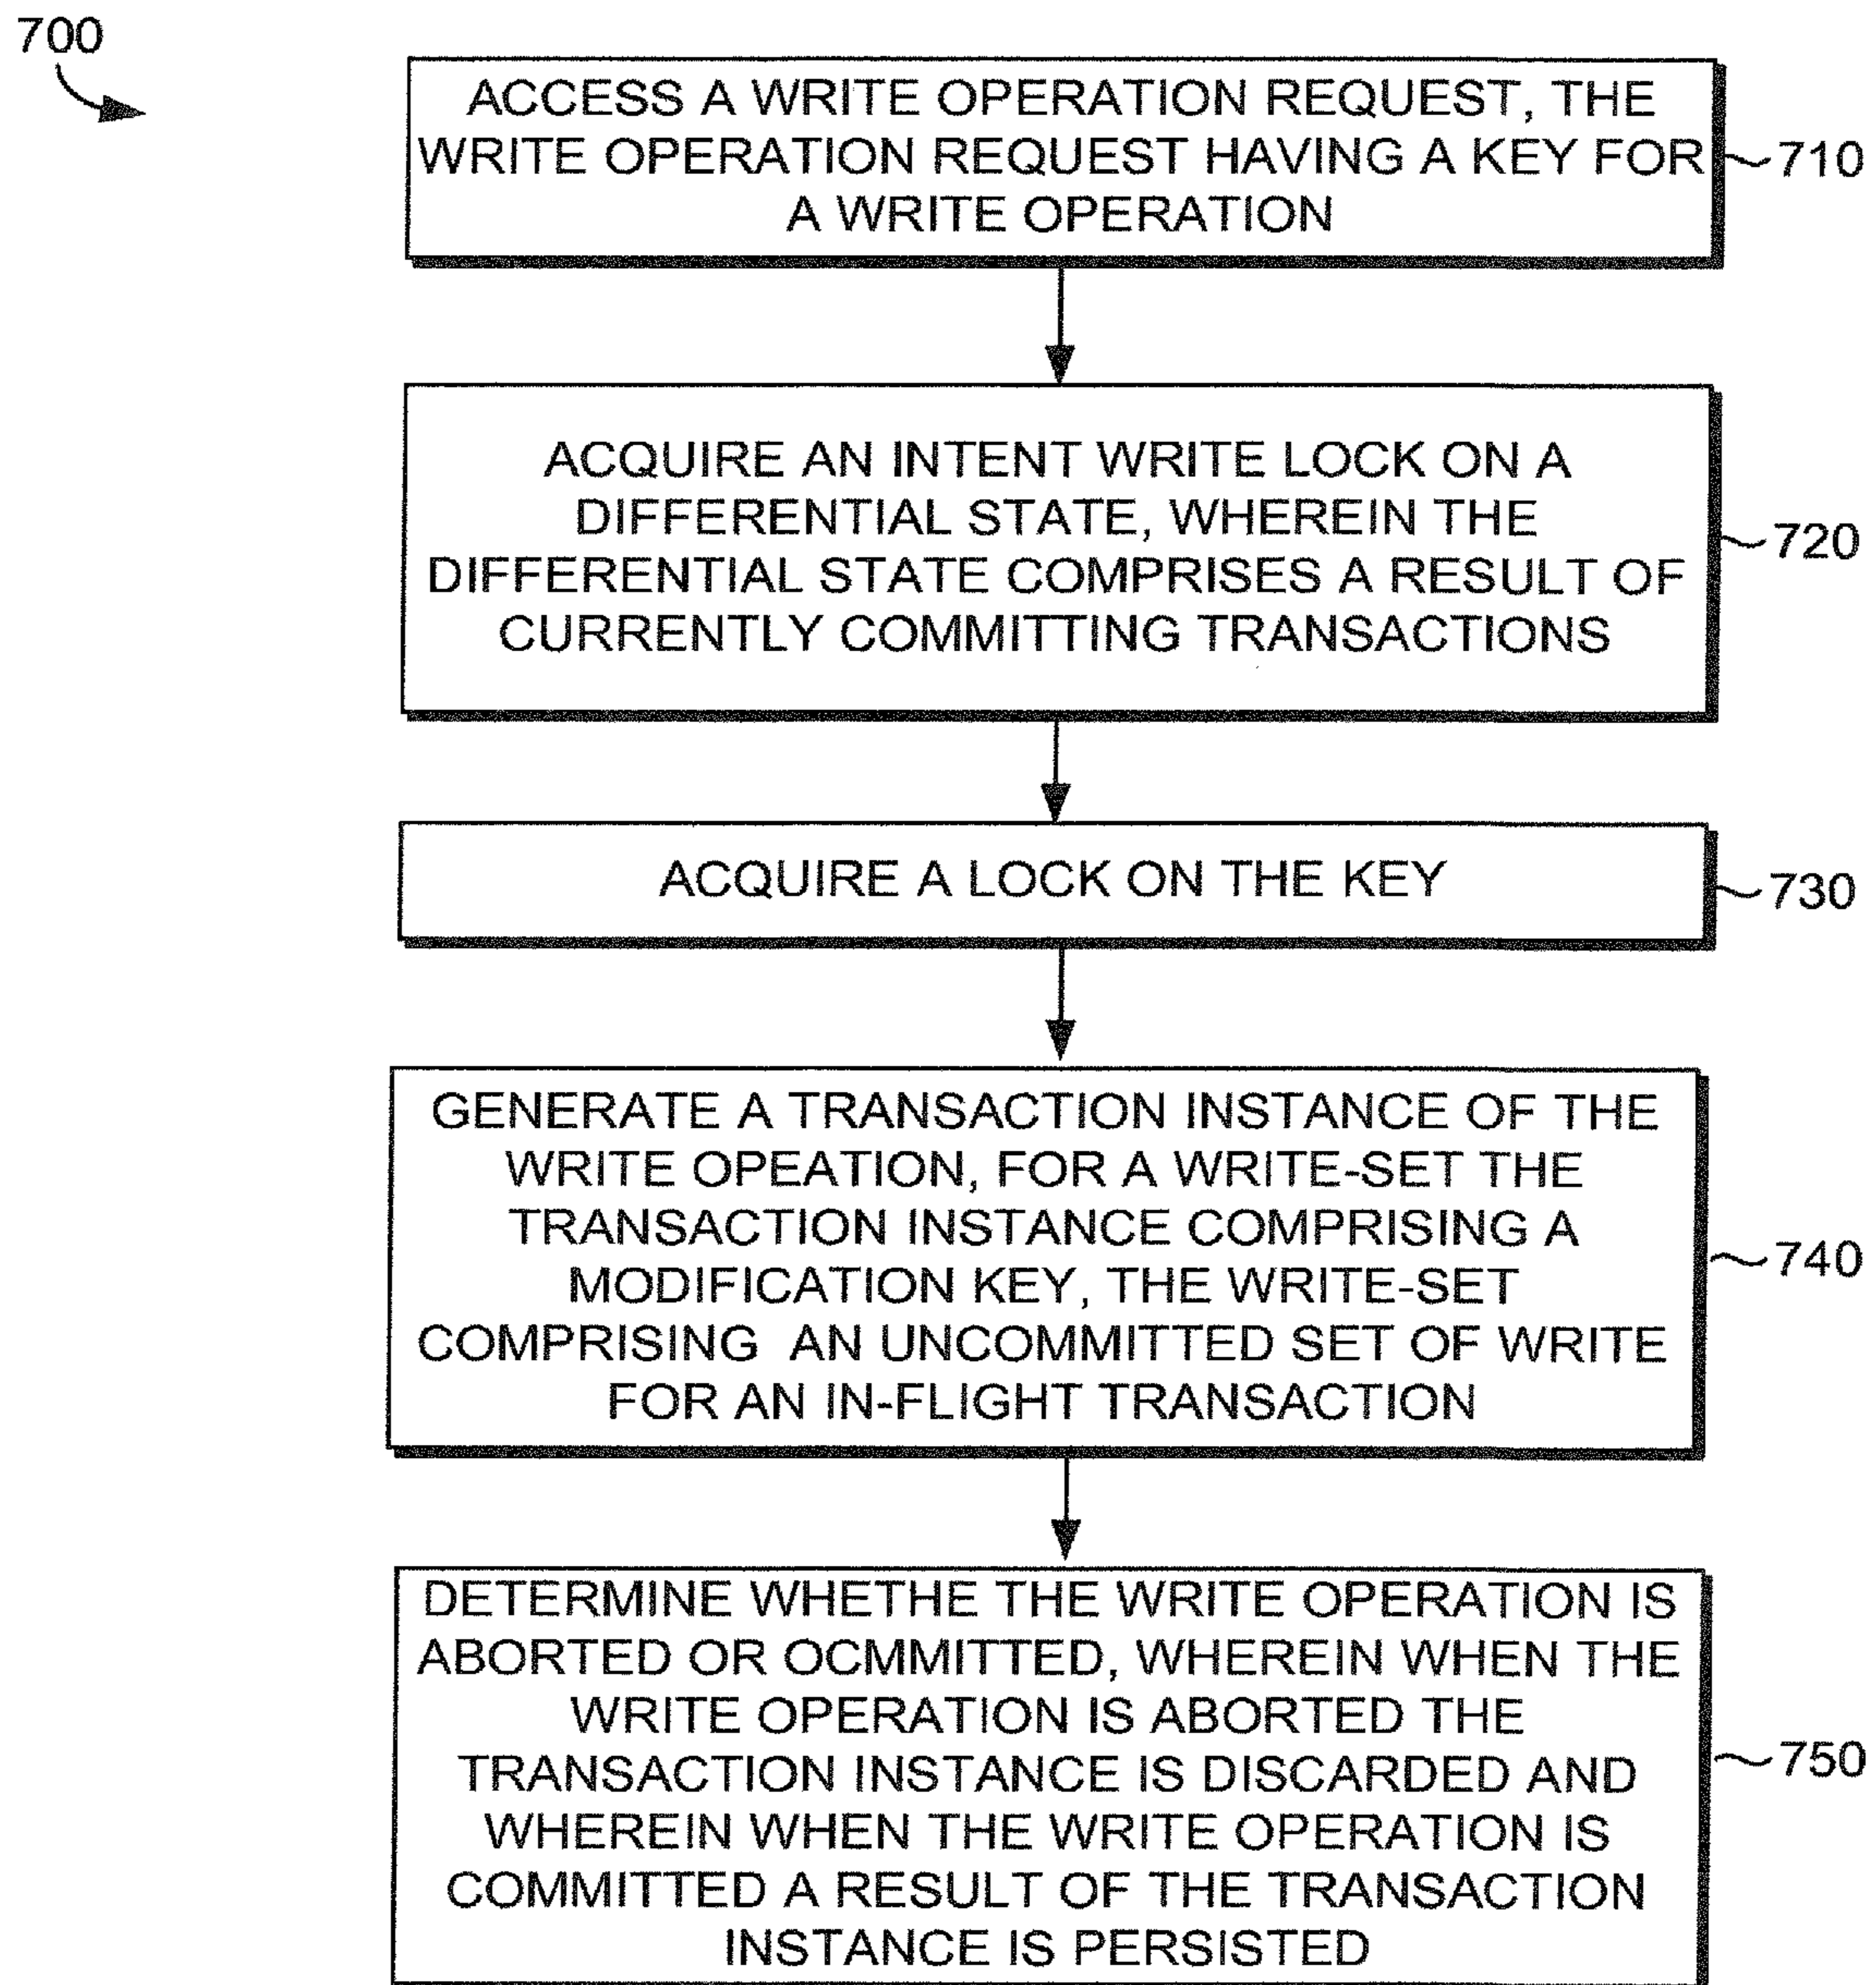 700
ACCESS A WRITE OPERATION REQUEST, THE
WRITE OPERATION REQUEST HAVING A KEY FOR
A WRITE OPERATION
710
ACQUIRE AN INTENT WRITE LOCK ON A
DIFFERENTIAL STATE, WHEREIN THE
DIFFERENTIAL STATE COMPRISES A RESULT OF
CURRENTLY COMMITTING TRANSACTIONS
720
ACQUIRE A LOCK ON THE KEY
730
GENERATE A TRANSACTION INSTANCE OF THE
WRITE OPEATION, FOR A WRITE-SET THE
TRANSACTION INSTANCE COMPRISING A
MODIFICATION KEY, THE WRITE-SET
COMPRISING AN UNCOMMITTED SET OF WRITE
FOR AN IN-FLIGHT TRANSACTION
740
DETERMINE WHETHE THE WRITE OPERATION IS
ABORTED OR OCMMITTED, WHEREIN WHEN THE
WRITE OPERATION IS ABORTED THE
TRANSACTION INSTANCE IS DISCARDED AND
WHEREIN WHEN THE WRITE OPERATION IS
COMMITTED A RESULT OF THE TRANSACTION
INSTANCE IS PERSISTED
750